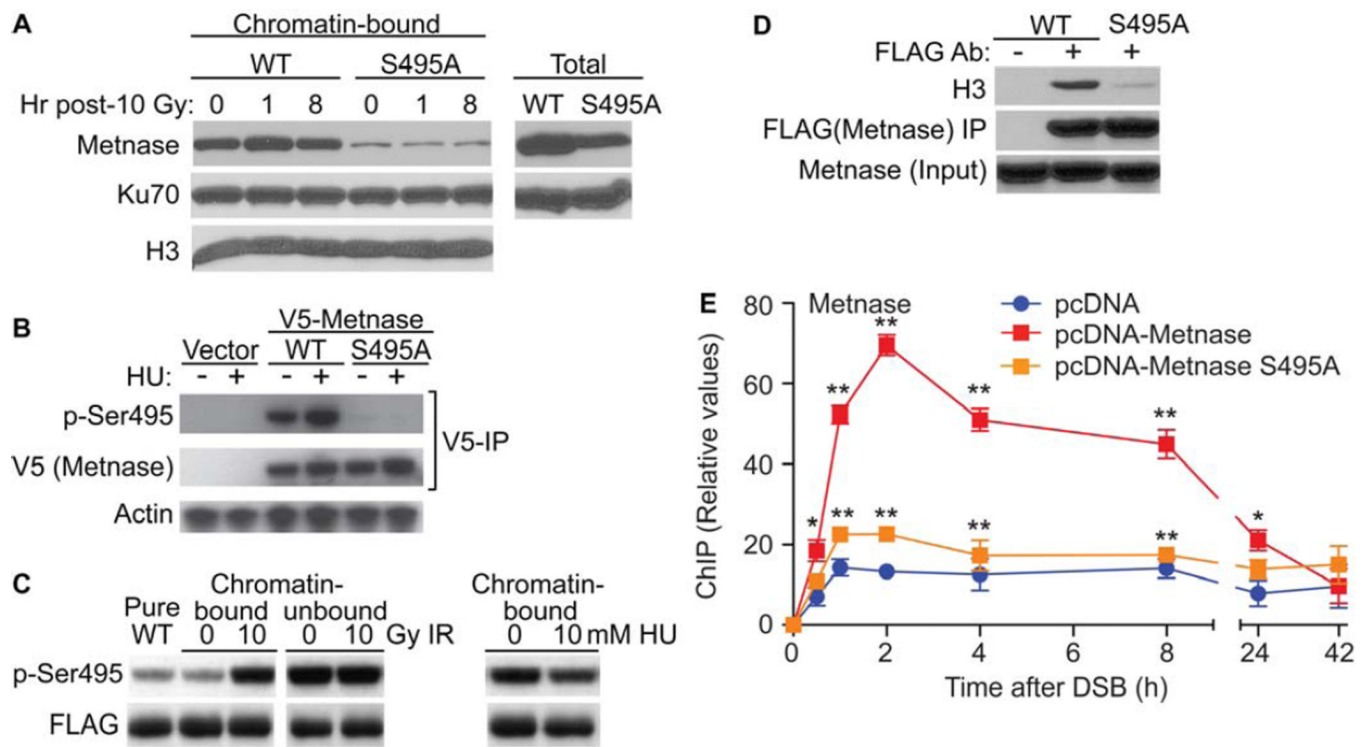 A
Chromatin-bound
WT S495A Total
Hr post-10 Gy: 0 1 8 0 1 8 WT S495A
Metnase
Ku70
H3
B
V5-Metnase
Vector WT S495A
HU: - + - + - +
p-Ser495
V5 (Metnase)
V5-IP
Actin
C
Chromatin-
Pure bound unbound
WT 0 10 0 10 Gy IR
Chromatin-
bound
0 10 mM HU
p-Ser495
FLAG
D
WT S495A
FLAG Ab: - + +
H3
FLAG(Metnase) IP
Metnase (Input)
E
Metnase
pcDNA
pcDNA-Metnase
pcDNA-Metnase S495A
ChIP (Relative values)
80
60
40
20
0
* ** ** ** ** *
** ** ** **
0 2 4 6 8 24 42
Time after DSB (h)